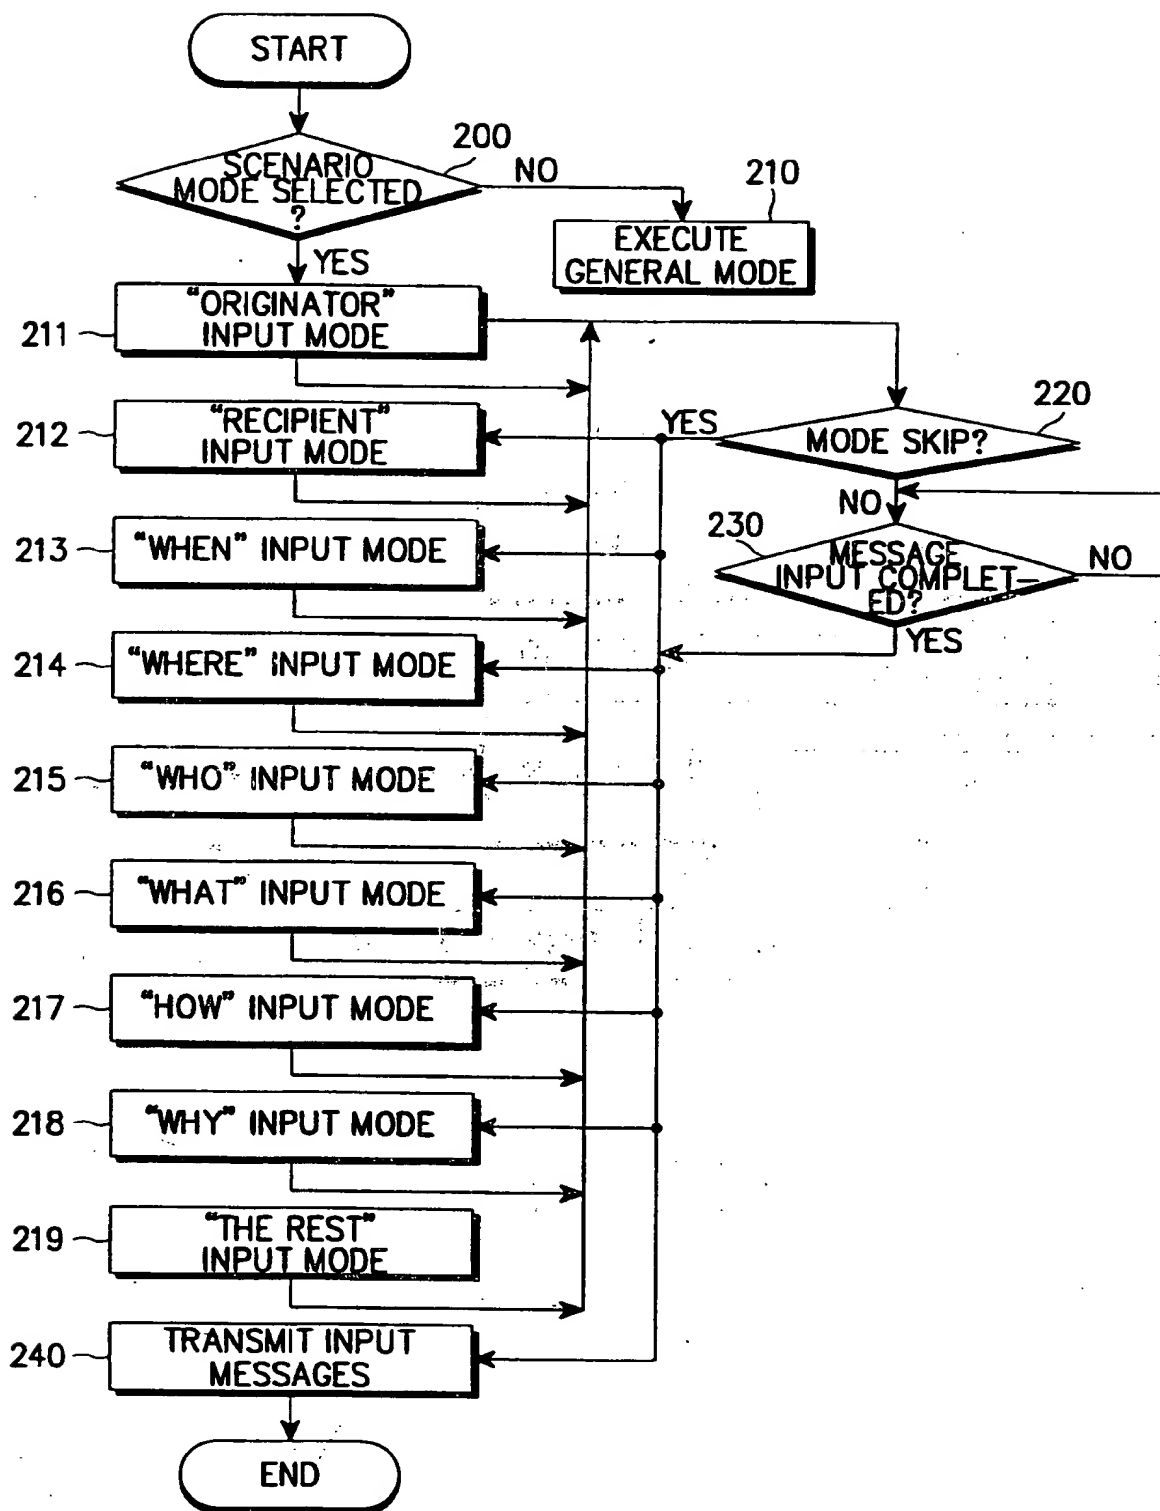 START
200
SCENARIO
MODE SELECTED
?
NO
210
EXECUTE
GENERAL MODE
YES
211
“ORIGINATOR”
INPUT MODE
212
“RECIPIENT”
INPUT MODE
YES
220
MODE SKIP?
NO
213
“WHEN” INPUT MODE
230
MESSAGE
INPUT COMPLET-
ED?
NO
YES
214
“WHERE” INPUT MODE
215
“WHO” INPUT MODE
216
“WHAT” INPUT MODE
217
“HOW” INPUT MODE
218
“WHY” INPUT MODE
219
“THE REST”
INPUT MODE
240
TRANSMIT INPUT
MESSAGES
END